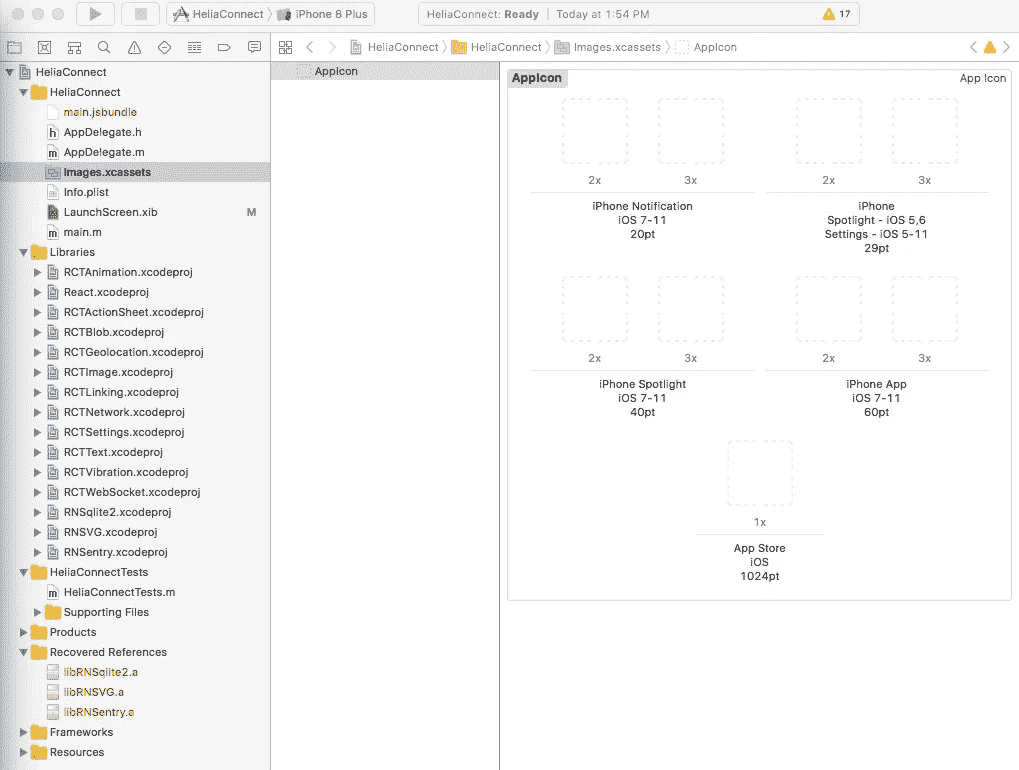 HeliaConnect iPhone 8 Plus
HeliaConnect: Ready Today at 1:54 PM 17
HeliaConnect HeliaConnect Images.xcassets AppIcon
HeliaConnect
HeliaConnect
main.jsbundle
AppDelegate.h
AppDelegate.m
Images.xcassets
Info.plist
LaunchScreen.xib M
main.m
Libraries
RCTAnimation.xcodeproj
React.xcodeproj
RCTActionSheet.xcodeproj
RCTBlob.xcodeproj
RCTGeolocation.xcodeproj
RCTImage.xcodeproj
RCTLinking.xcodeproj
RCTNetwork.xcodeproj
RCTSettings.xcodeproj
RCTText.xcodeproj
RCTVibration.xcodeproj
RCTWebSocket.xcodeproj
RNSqlite2.xcodeproj
RNSVG.xcodeproj
RNSentry.xcodeproj
HeliaConnectTests
HeliaConnectTests.m
Supporting Files
Products
Recovered References
libRNSqlite2.a
libRNSVG.a
libRNSentry.a
Frameworks
Resources
AppIcon
AppIcon
App Icon
2x 3x
iPhone Notification
iOS 7-11
20pt
2x 3x
iPhone
Spotlight - iOS 5,6
Settings - iOS 5-11
29pt
2x 3x
iPhone Spotlight
iOS 7-11
40pt
2x 3x
iPhone App
iOS 7-11
60pt
1x
App Store
iOS
1024pt